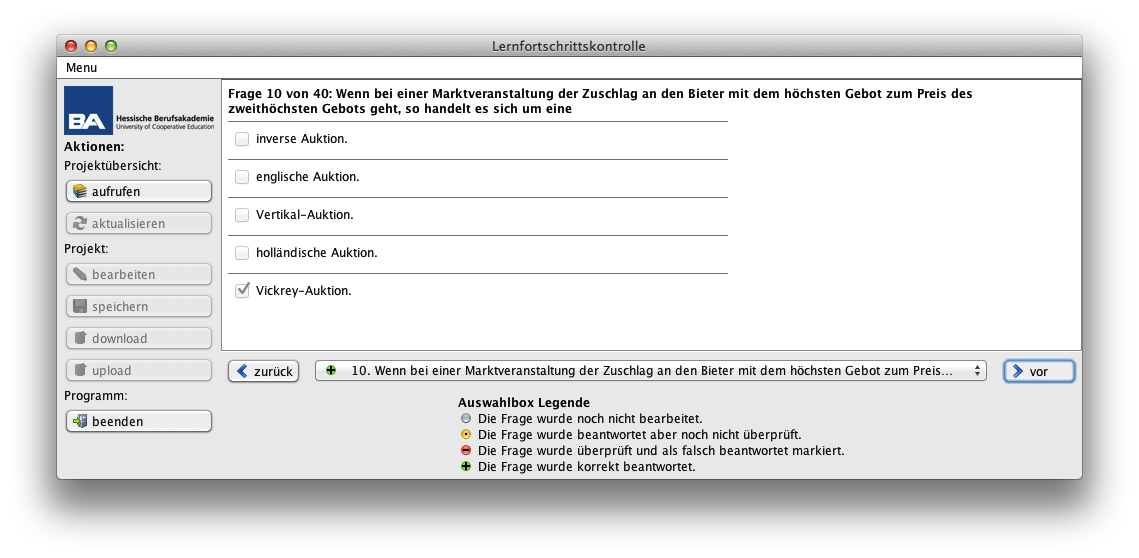 Lernfortschrittskontrolle
Menu
BA Hessische Berufsakademie
University of Cooperative Education
Aktionen:
Projektübersicht:
aufrufen
aktualisieren
Projekt:
bearbeiten
speichern
download
upload
Programm:
beenden
Frage 10 von 40: Wenn bei einer Marktveranstaltung der Zuschlag an den Bieter mit dem höchsten Gebot zum Preis des
zweithöchsten Gebots geht, so handelt es sich um eine
inverse Auktion.
englische Auktion.
Vertikal-Auktion.
holländische Auktion.
Vickrey-Auktion.
zurück
10. Wenn bei einer Marktveranstaltung der Zuschlag an den Bieter mit dem höchsten Gebot zum Preis...
vor
Auswahlbox Legende
Die Frage wurde noch nicht bearbeitet.
Die Frage wurde beantwortet aber noch nicht überprüft.
Die Frage wurde überprüft und als falsch beantwortet markiert.
Die Frage wurde korrekt beantwortet.